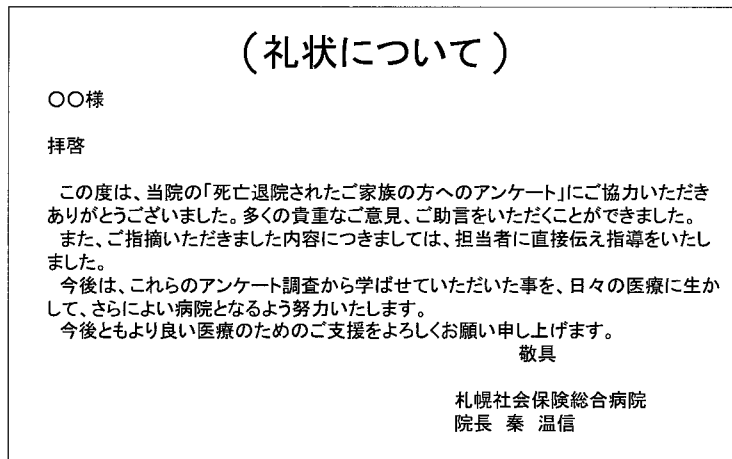 （礼状について）
〇〇様
拝啓
この度は、当院の「死亡退院されたご家族の方へのアンケート」にご協力いただき
ありがとうございました。多くの貴重なご意見、ご助言をいただくことができました。
また、ご指摘いただきました内容につきましては、担当者に直接伝え指導をいたし
ました。
今後は、これらのアンケート調査から学ばせていただいた事を、日々の医療に生か
して、さらによい病院となるよう努力いたします。
今後ともより良い医療のためのご支援をよろしくお願い申し上げます。
敬具
札幌社会保険総合病院
院長 秦 温信